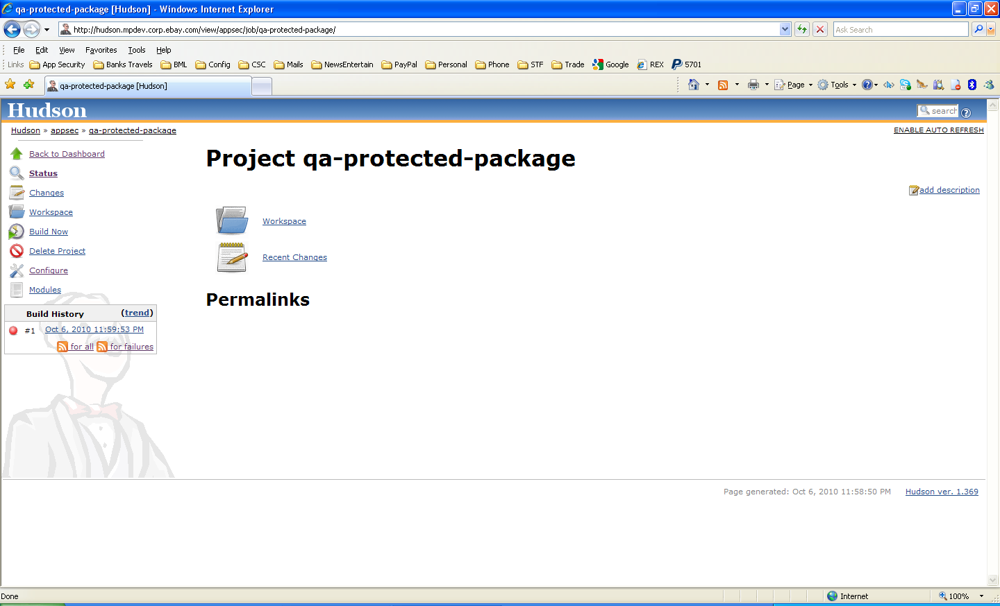 qa-protected-package [Hudson] - Windows Internet Explorer
http://hudson.mpdev.corp.ebay.com/view/appsec/job/qa-protected-package/
Ask Search
File Edit View Favorites Tools Help
Links App Security Banks Travels BML Config CSC Mails NewsEntertain PayPal Personal Phone STF Trade Google REX 5701
qa-protected-package [Hudson]
Page Tools
Hudson
search
Hudson » appsec » qa-protected-package
ENABLE AUTO REFRESH
Back to Dashboard
Status
Changes
Workspace
Build Now
Delete Project
Configure
Modules
Build History (trend)
#1 Oct 6, 2010 11:59:53 PM
for all for failures
Project qa-protected-package
add description
Workspace
Recent Changes
Permalinks
Page generated: Oct 6, 2010 11:58:50 PM Hudson ver. 1.369
Done
Internet
100%